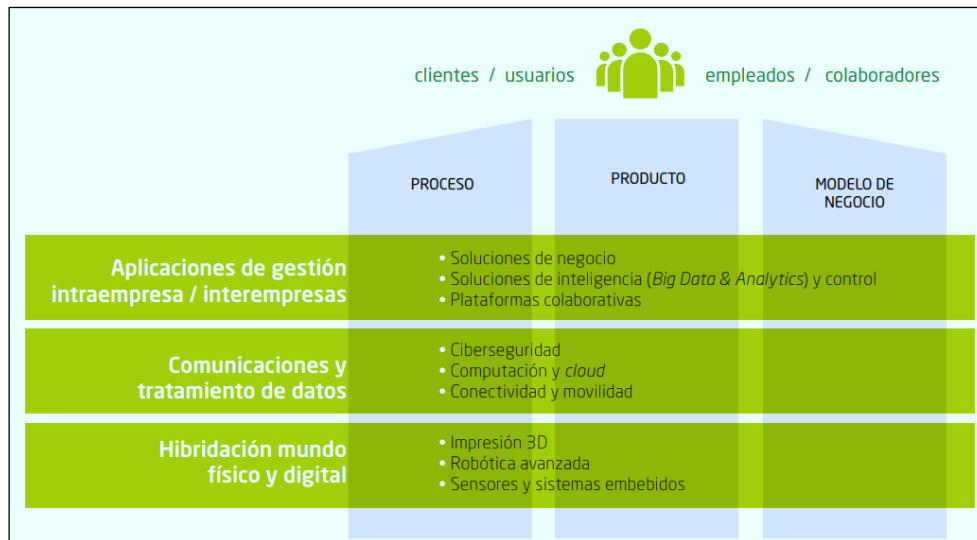 clientes / usuarios empleados / colaboradores
PROCESO
PRODUCTO
MODELO DE
NEGOCIO
Aplicaciones de gestión
intraempresa / interempresas
• Soluciones de negocio
• Soluciones de inteligencia (Big Data & Analytics) y control
• Plataformas colaborativas
Comunicaciones y
tratamiento de datos
• Ciberseguridad
• Computación y cloud
• Conectividad y movilidad
Hibridación mundo
físico y digital
• Impresión 3D
• Robótica avanzada
• Sensores y sistemas embebidos